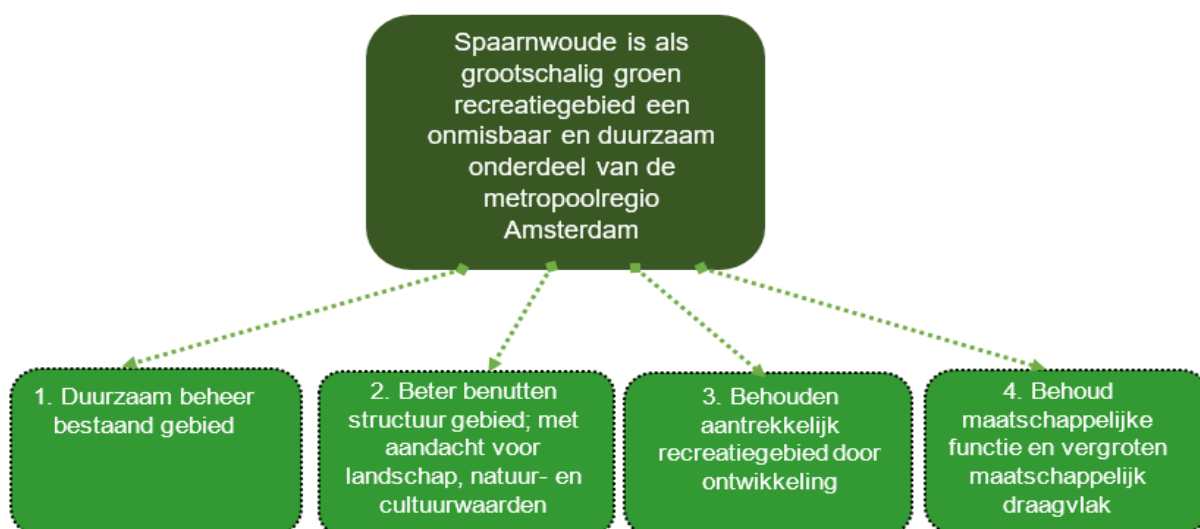 Spaarnwoude is als
grootschalig groen
recreatiegebied een
onmisbaar en duurzaam
onderdeel van de
metropoolregio
Amsterdam
1. Duurzaam beheer
bestaand gebied
2. Beter benutten
structuur gebied; met
aandacht voor
landschap, natuur- en
cultuurwaarden
3. Behouden
aantrekkelijk
recreatiegebied door
ontwikkeling
4. Behoud
maatschappelijke
functie en vergroten
maatschappelijk
draagvlak